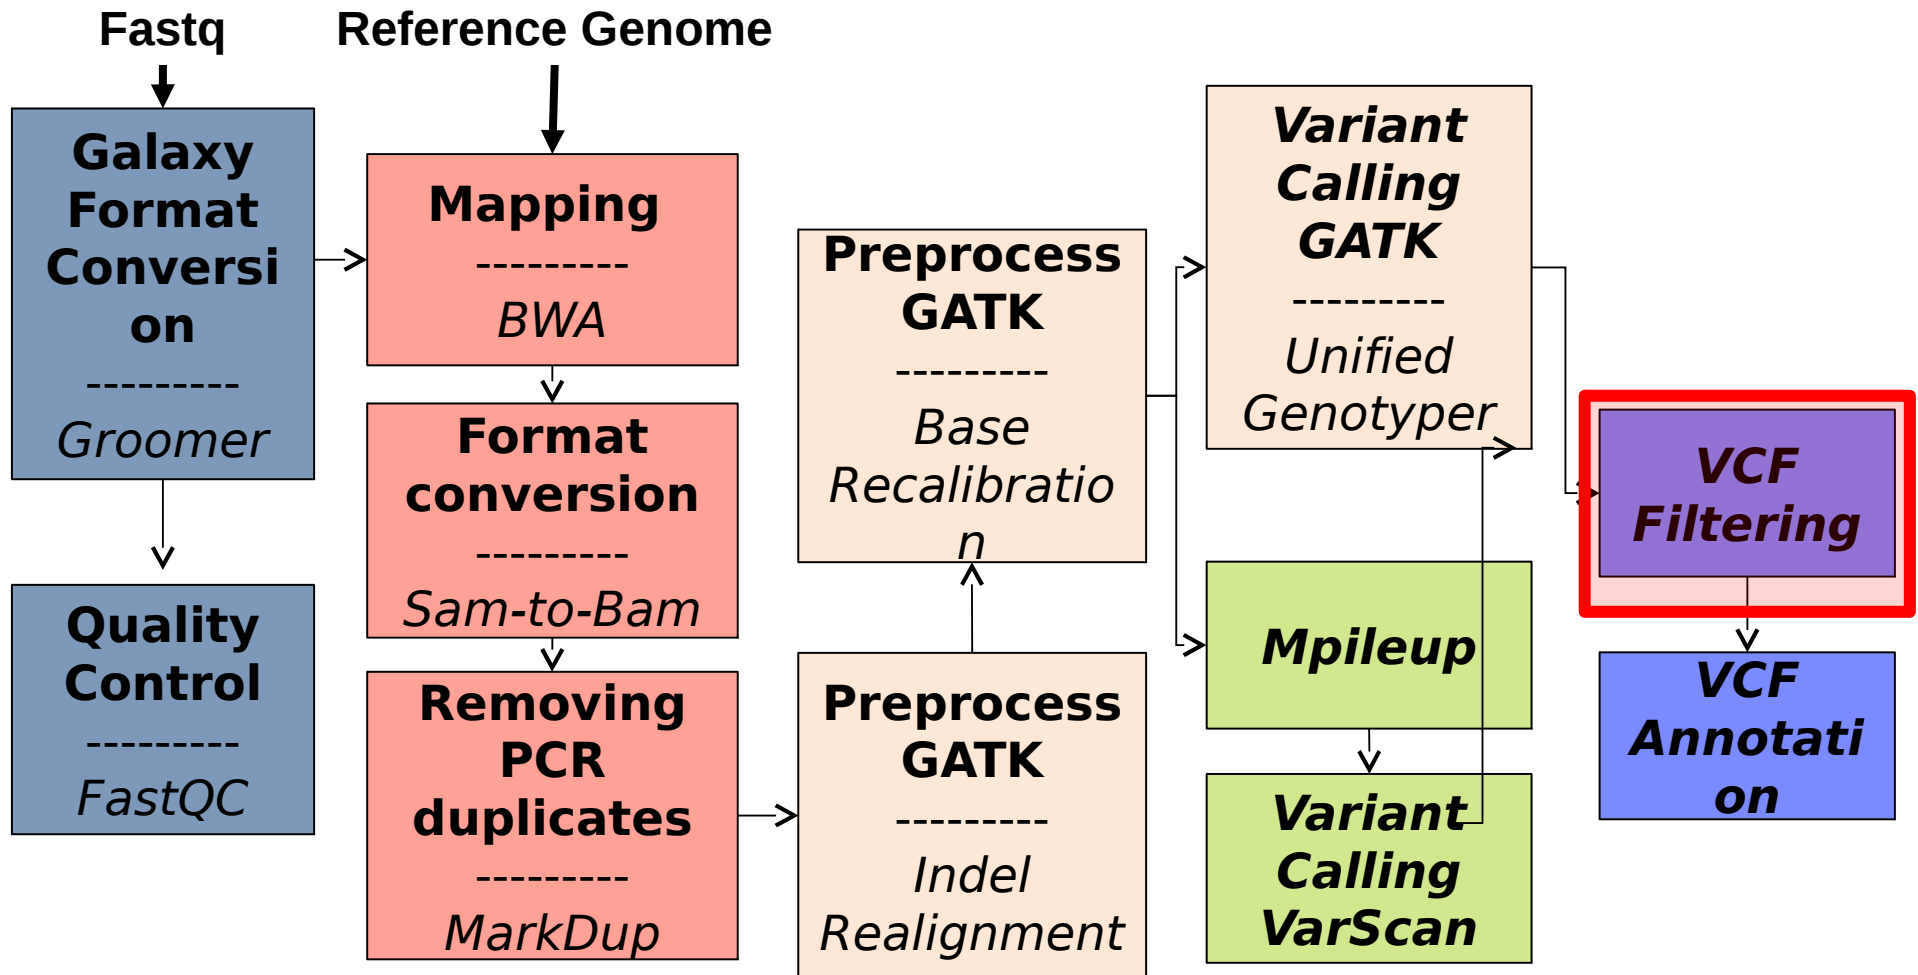 Fastq
Reference Genome
Galaxy
Format
Conversi
on
---------
Groomer
Quality
Control
---------
FastQC
Mapping
---------
BWA
Format
conversion
---------
Sam-to-Bam
Removing
PCR
duplicates
---------
MarkDup
Preprocess
GATK
---------
Base
Recalibratio
n
Preprocess
GATK
---------
Indel
Realignment
Variant
Calling
GATK
---------
Unified
Genotyper
Mpileup
Variant
Calling
VarScan
VCF
Filtering
VCF
Annotati
on